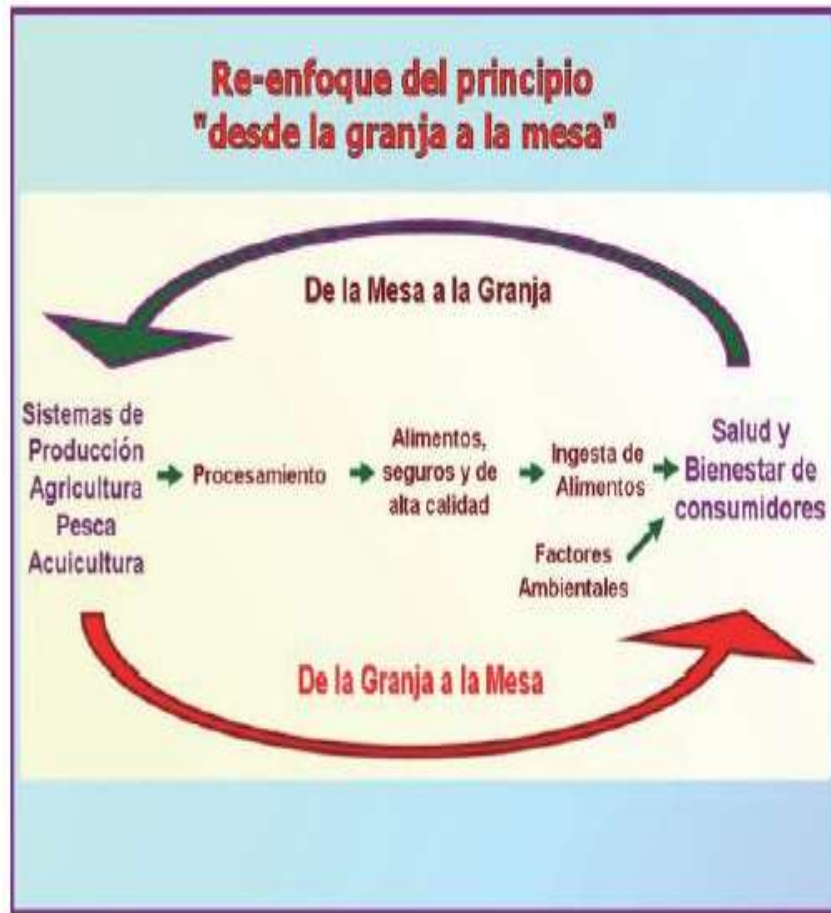 Re-enfoque del principio
"desde la granja a la mesa"
De la Mesa a la Granja
Sistemas de
Producción
Agricultura
Pesca
Acuicultura
Procesamiento
Alimentos,
seguros y de
alta calidad
Ingesta de
Alimentos
Factores
Ambientales
Salud y
Bienestar de
consumidores
De la Granja a la Mesa